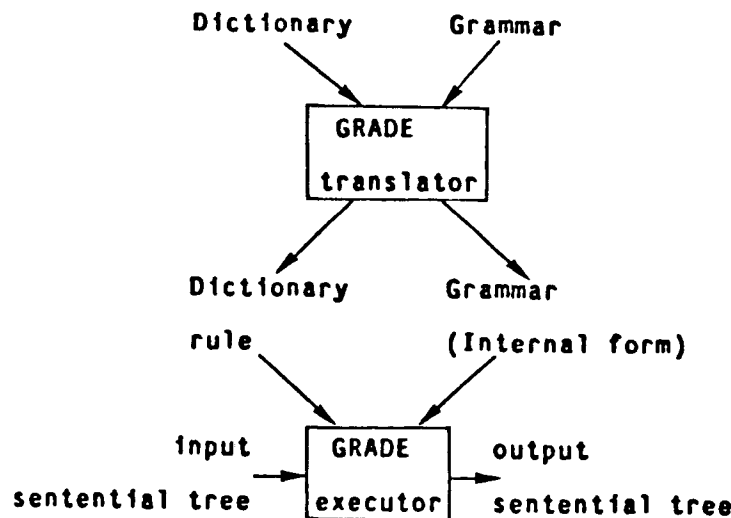 Dictionary Grammar
GRADE
translator
Dictionary Grammar
rule (Internal form)
input GRADE output
sentential tree executor sentential tree